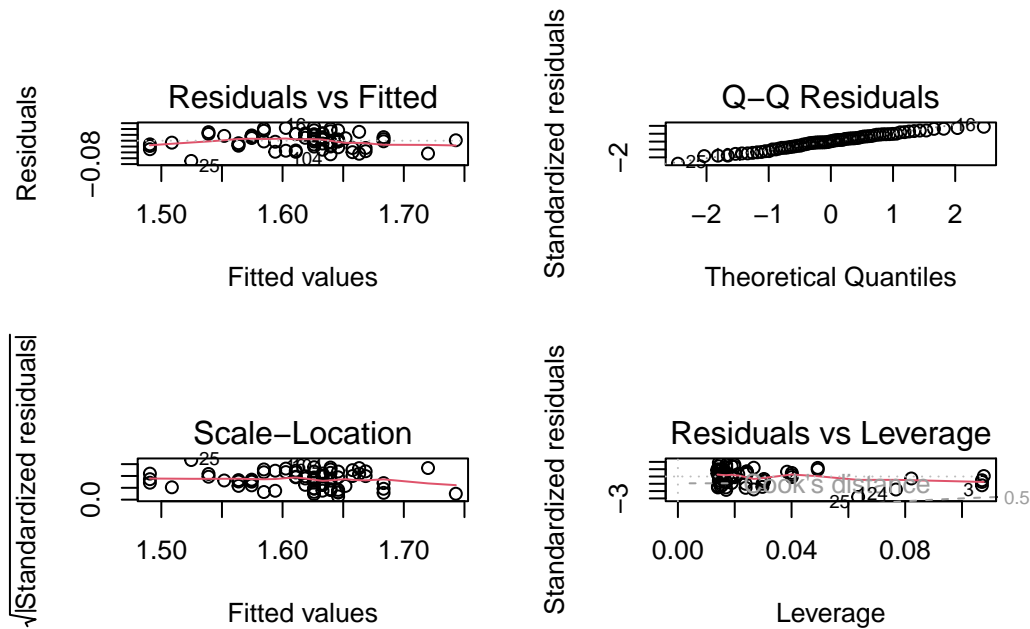 Residuals vs Fitted
Residuals
−0.08
16
104
25
1.50 1.60 1.70
Fitted values
Q−Q Residuals
Standardized residuals
−2
25
16
−2 −1 0 1 2
Theoretical Quantiles
Scale−Location
√|Standardized residuals|
0.0
25
1.50 1.60 1.70
Fitted values
Residuals vs Leverage
Standardized residuals
−3
Cook's distance
25
124
3
0.5
0.00 0.04 0.08
Leverage